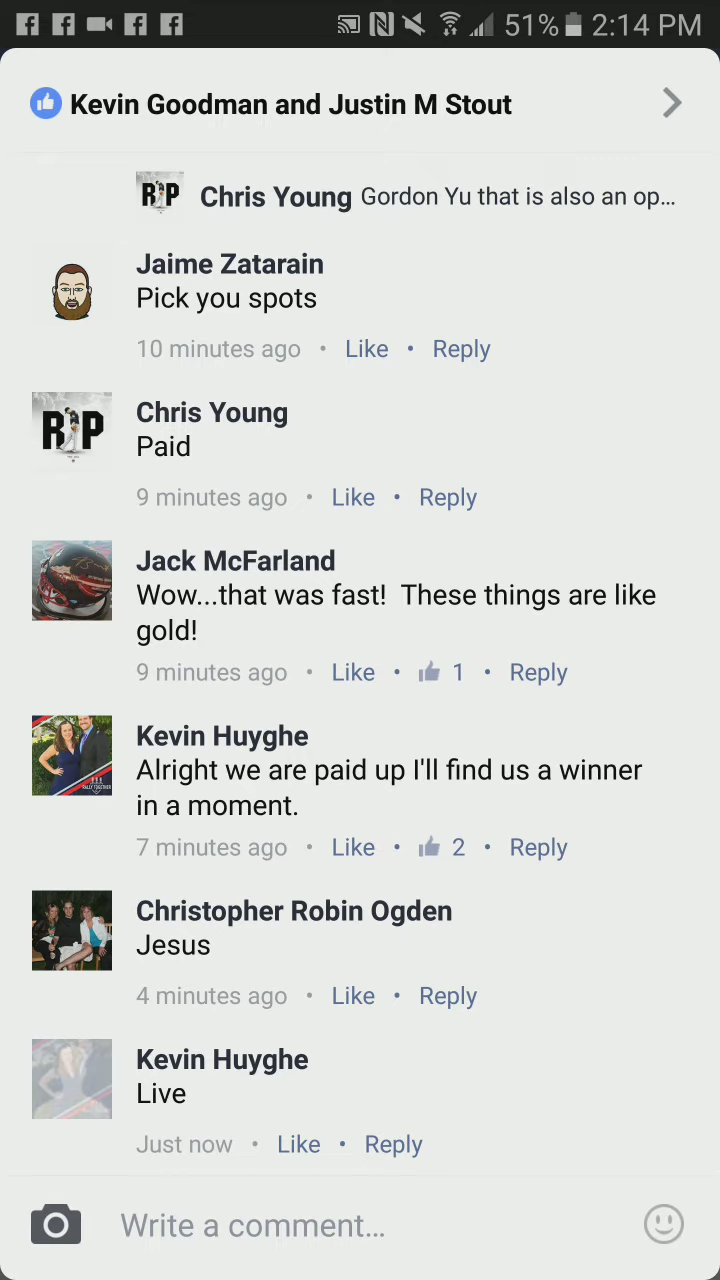 51% 2:14 PM
Kevin Goodman and Justin M Stout
RIP Chris Young Gordon Yu that is also an op...
Jaime Zatarain
Pick you spots
10 minutes ago • Like • Reply
RIP
Chris Young
Paid
9 minutes ago • Like • Reply
Jack McFarland
Wow...that was fast!  These things are like
gold!
9 minutes ago • Like • 1 • Reply
Kevin Huyghe
Alright we are paid up I'll find us a winner
in a moment.
RALLY TOGETHER
7 minutes ago • Like • 2 • Reply
Christopher Robin Ogden
Jesus
4 minutes ago • Like • Reply
Kevin Huyghe
Live
Just now • Like • Reply
Write a comment...